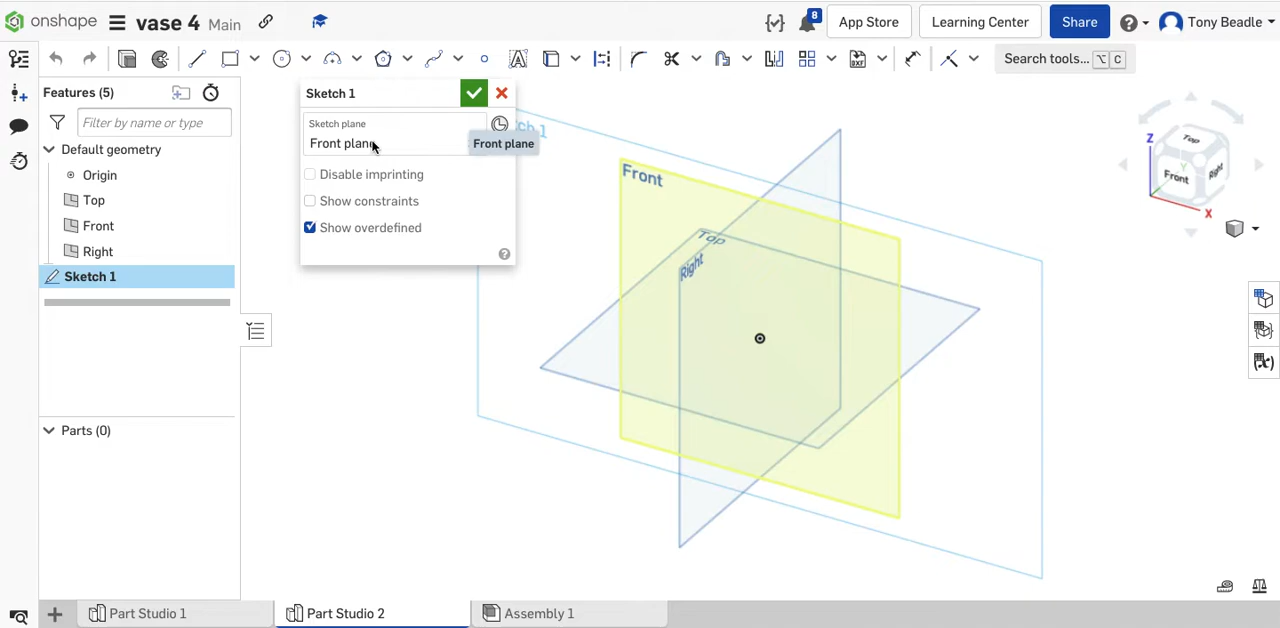 onshape vase 4 Main 8 App Store Learning Center Share Tony Beadle
Search tools... ⌥ C
Features (5)
Filter by name or type
Default geometry
Origin
Top
Front
Right
Sketch 1
Parts (0)
Sketch 1
Sketch plane
Front plane
Front plane
Disable imprinting
Show constraints
Show overdefined
Front
Top
Right
Z
Top
Y
Front
Right
X
Part Studio 1 Part Studio 2 Assembly 1